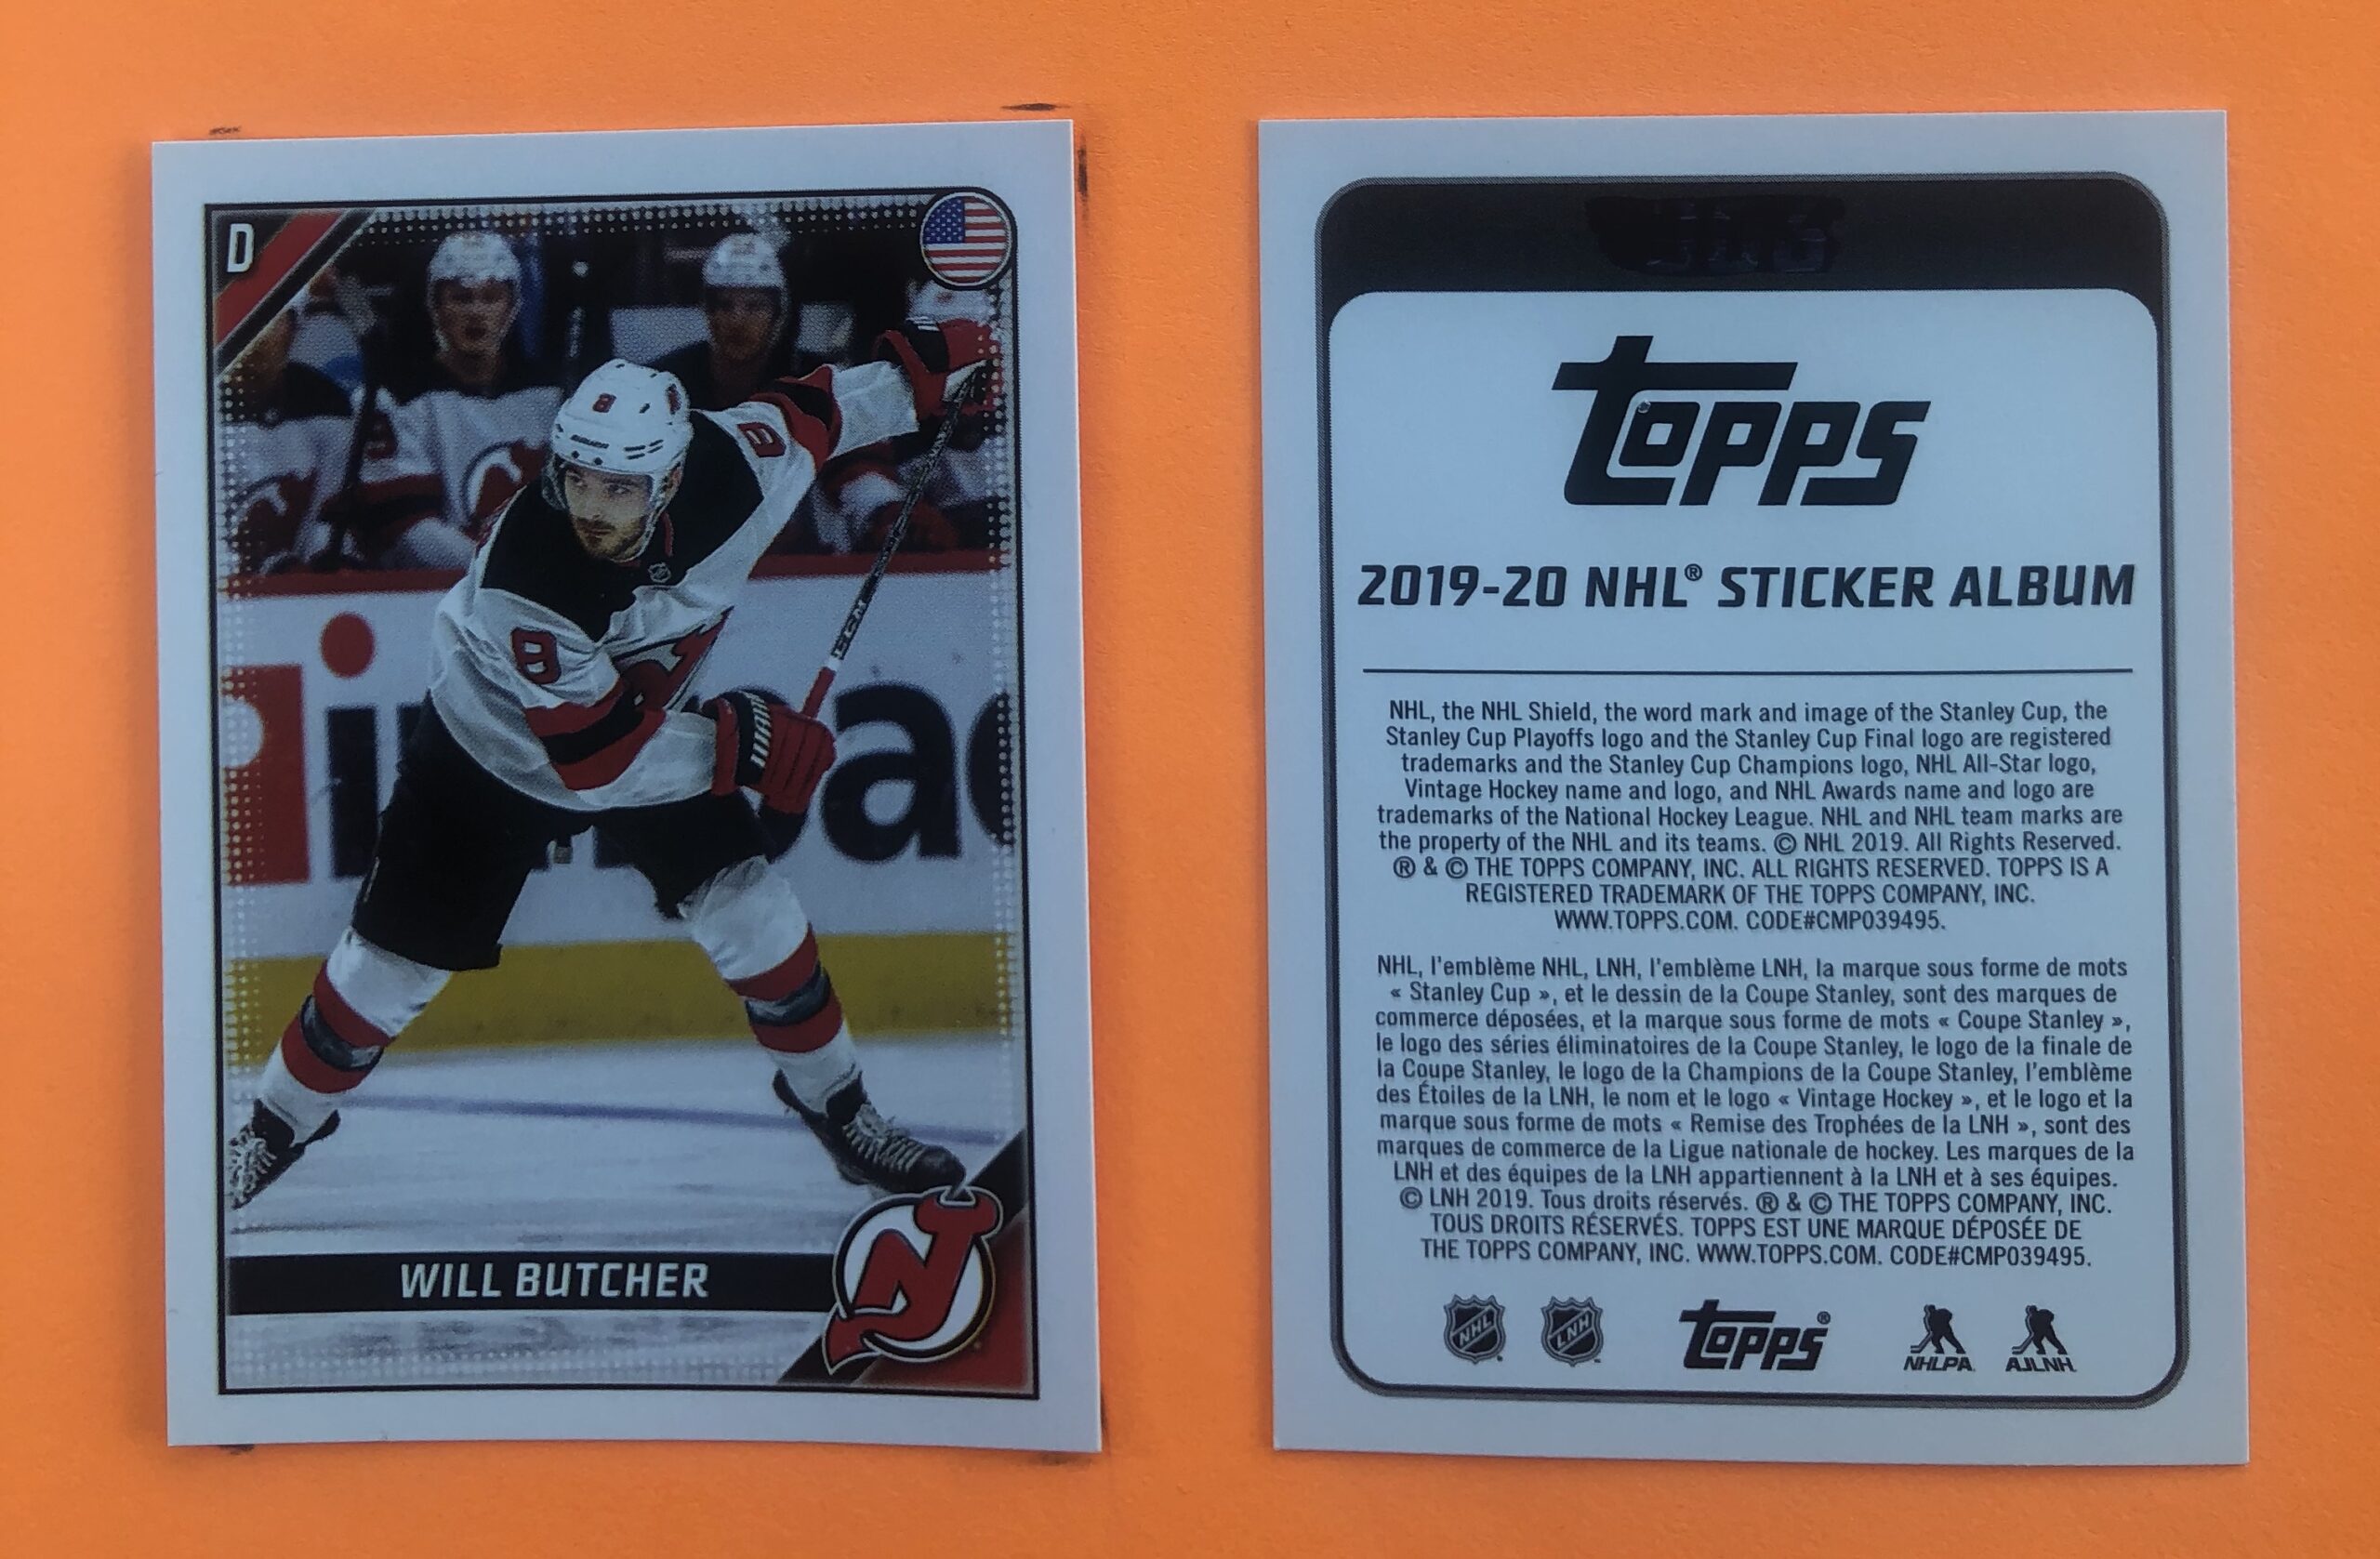 D
8
8
8
CCM
WARRIOR
WILL BUTCHER
NJ
topps
2019-20 NHL® STICKER ALBUM
NHL, the NHL Shield, the word mark and image of the Stanley Cup, the
Stanley Cup Playoffs logo and the Stanley Cup Final logo are registered
trademarks and the Stanley Cup Champions logo, NHL All-Star logo,
Vintage Hockey name and logo, and NHL Awards name and logo are
trademarks of the National Hockey League. NHL and NHL team marks are
the property of the NHL and its teams. © NHL 2019. All Rights Reserved.
® & © THE TOPPS COMPANY, INC. ALL RIGHTS RESERVED. TOPPS IS A
REGISTERED TRADEMARK OF THE TOPPS COMPANY, INC.
WWW.TOPPS.COM. CODE#CMP039495.
NHL, l'emblème NHL, LNH, l'emblème LNH, la marque sous forme de mots
« Stanley Cup », et le dessin de la Coupe Stanley, sont des marques de
commerce déposées, et la marque sous forme de mots « Coupe Stanley »,
le logo des séries éliminatoires de la Coupe Stanley, le logo de la finale de
la Coupe Stanley, le logo de la Champions de la Coupe Stanley, l'emblème
des Étoiles de la LNH, le nom et le logo « Vintage Hockey », et le logo et la
marque sous forme de mots « Remise des Trophées de la LNH », sont des
marques de commerce de la Ligue nationale de hockey. Les marques de la
LNH et des équipes de la LNH appartiennent à la LNH et à ses équipes.
© LNH 2019. Tous droits réservés. ® & © THE TOPPS COMPANY, INC.
TOUS DROITS RÉSERVÉS. TOPPS EST UNE MARQUE DÉPOSÉE DE
THE TOPPS COMPANY, INC. WWW.TOPPS.COM. CODE#CMP039495.
NHL LNH topps® NHLPA AJLNH